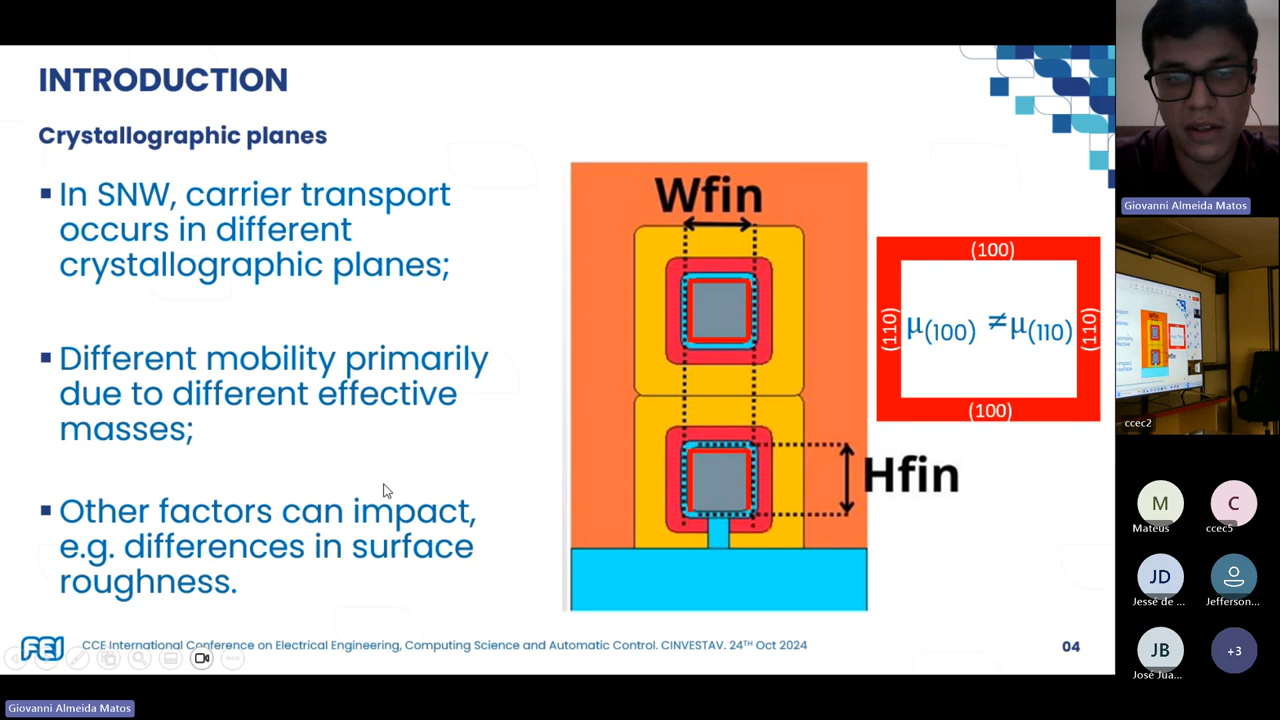 INTRODUCTION
Crystallographic planes
▪ In SNW, carrier transport
occurs in different
crystallographic planes;
▪ Different mobility primarily
due to different effective
masses;
▪ Other factors can impact,
e.g. differences in surface
roughness.
Wfin
Hfin
(100)
(110)
μ(100) ≠μ(110)
(110)
(100)
FEI
CCE International Conference on Electrical Engineering, Computing Science and Automatic Control. CINVESTAV. 24TH Oct 2024
04
Giovanni Almeida Matos
ccec2
M
Mateus
C
ccec5
JD
Jessé de ...
Jefferson...
JB
José Jua...
+3
Giovanni Almeida Matos